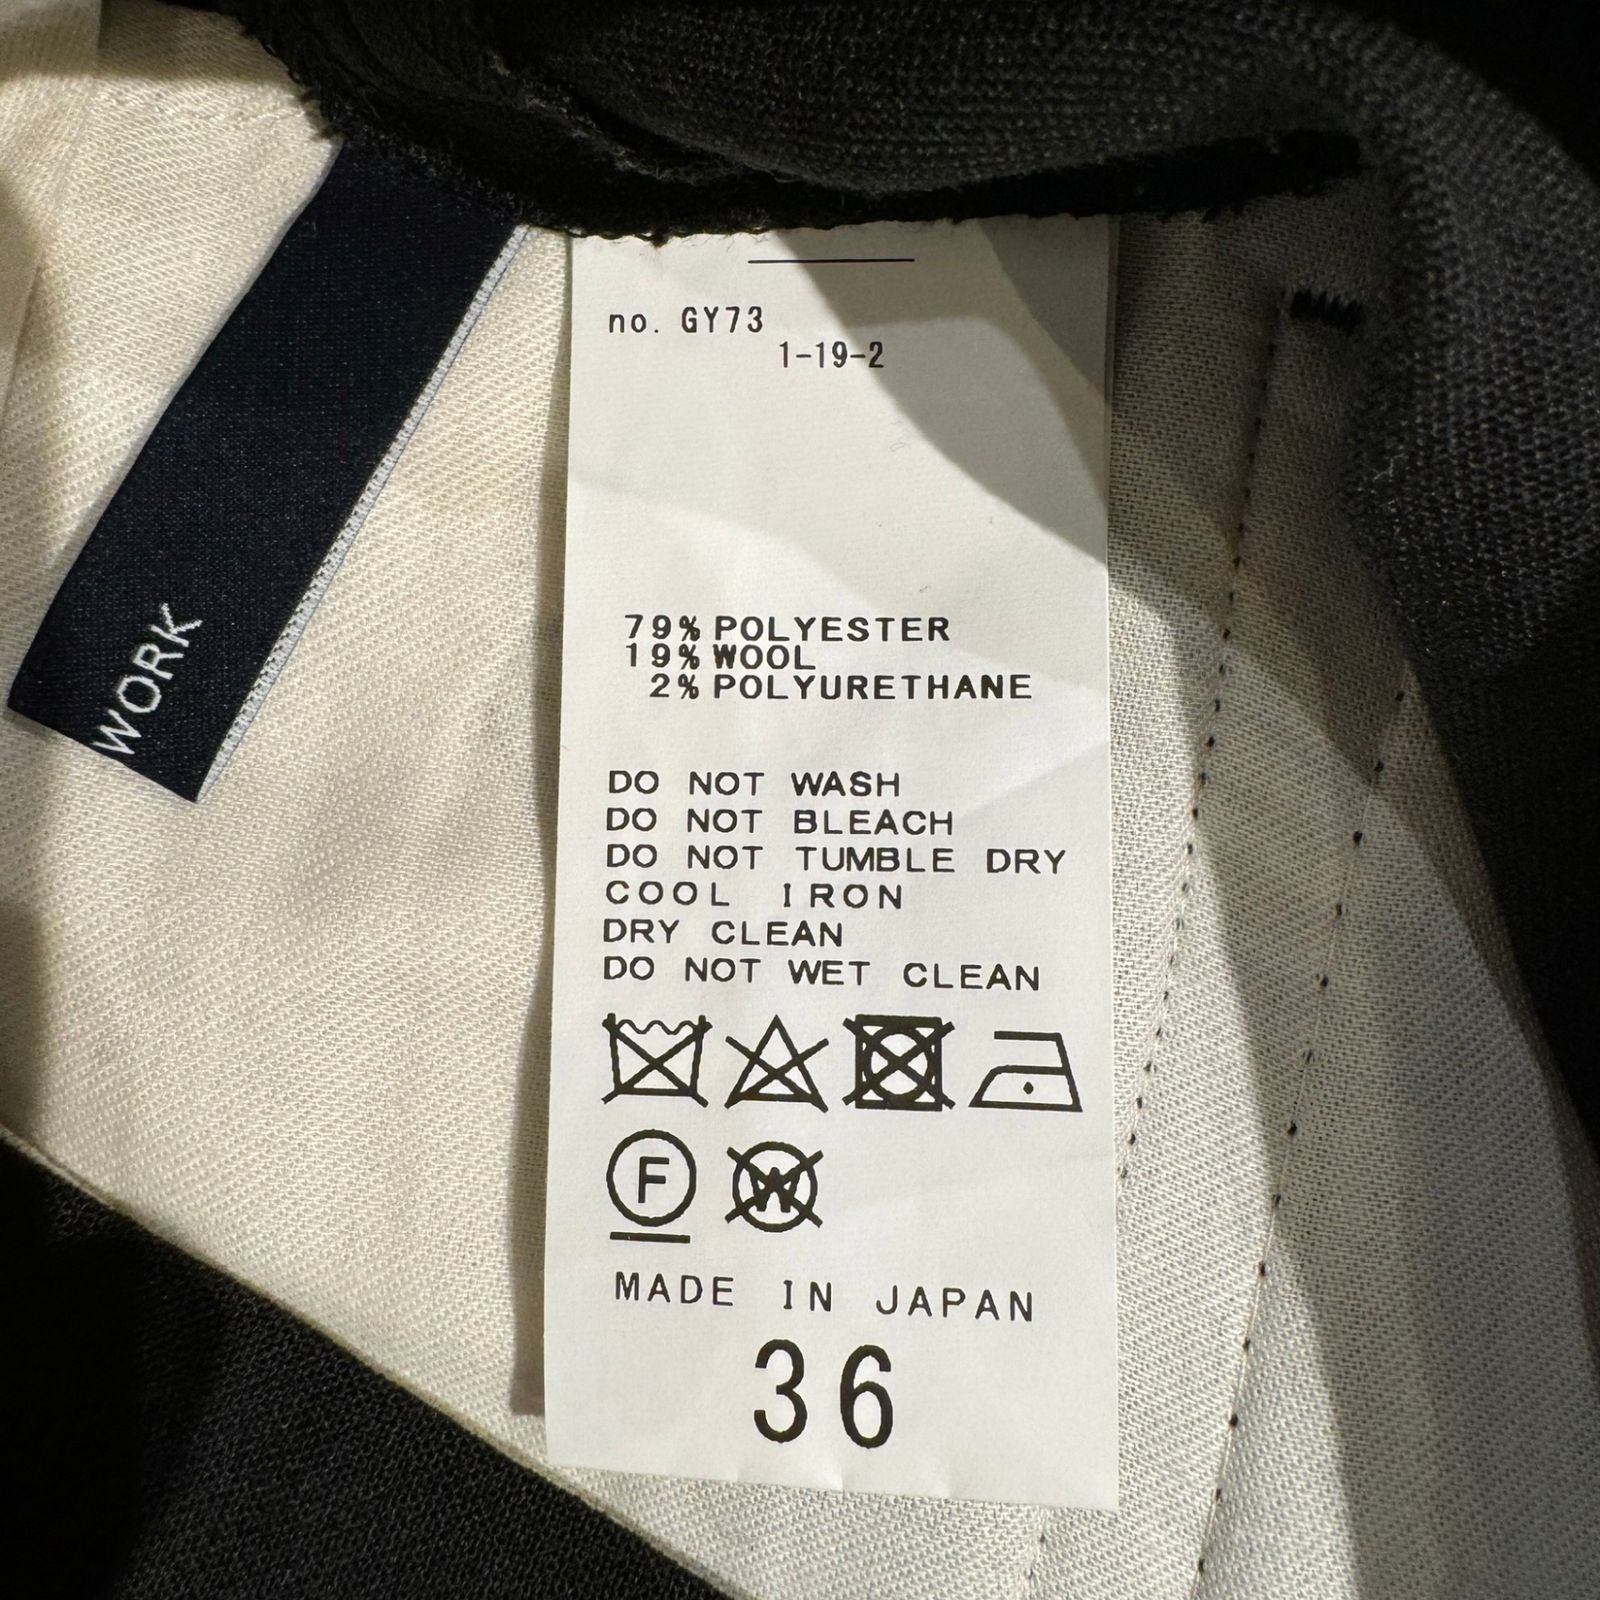 no. GY73
1-19-2
79% POLYESTER
19% WOOL
2% POLYURETHANE
DO NOT WASH
DO NOT BLEACH
DO NOT TUMBLE DRY
COOL IRON
DRY CLEAN
DO NOT WET CLEAN
F W
MADE IN JAPAN
36
WORK